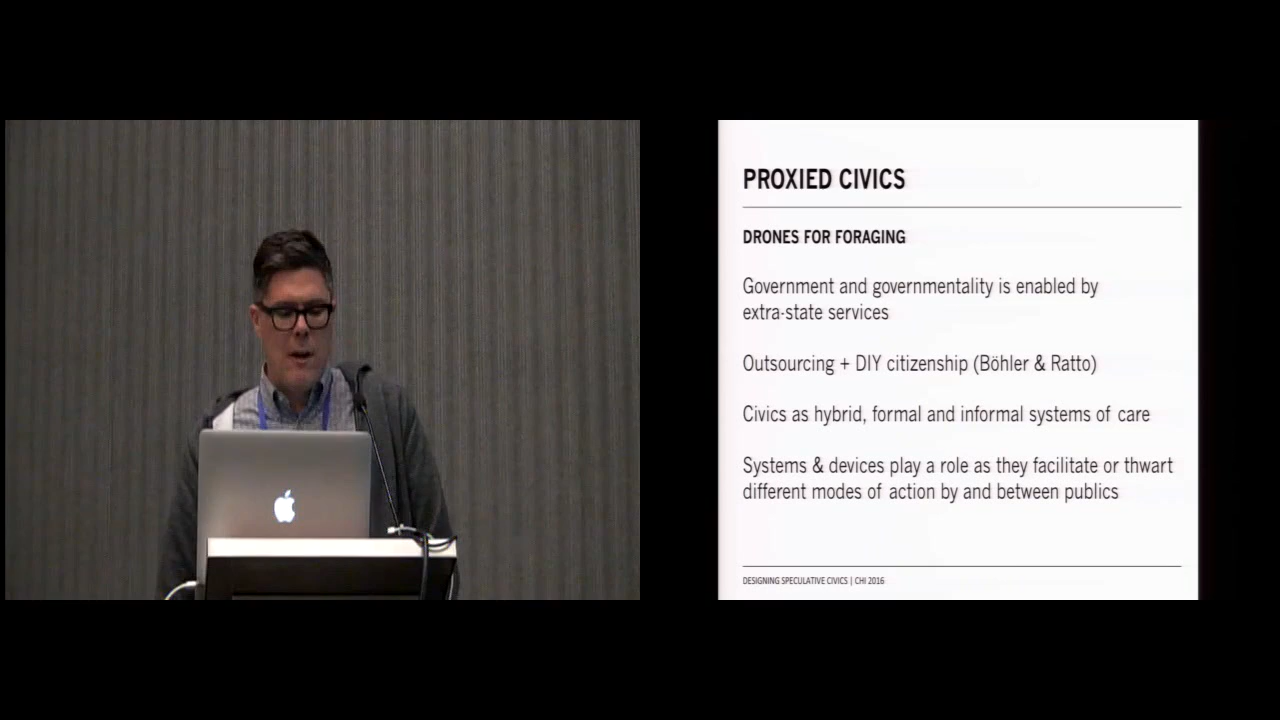 PROXIED CIVICS
DRONES FOR FORAGING
Government and governmentality is enabled by
extra-state services
Outsourcing + DIY citizenship (Böhler & Ratto)
Civics as hybrid, formal and informal systems of care
Systems & devices play a role as they facilitate or thwart
different modes of action by and between publics
DESIGNING SPECULATIVE CIVICS | CHI 2016